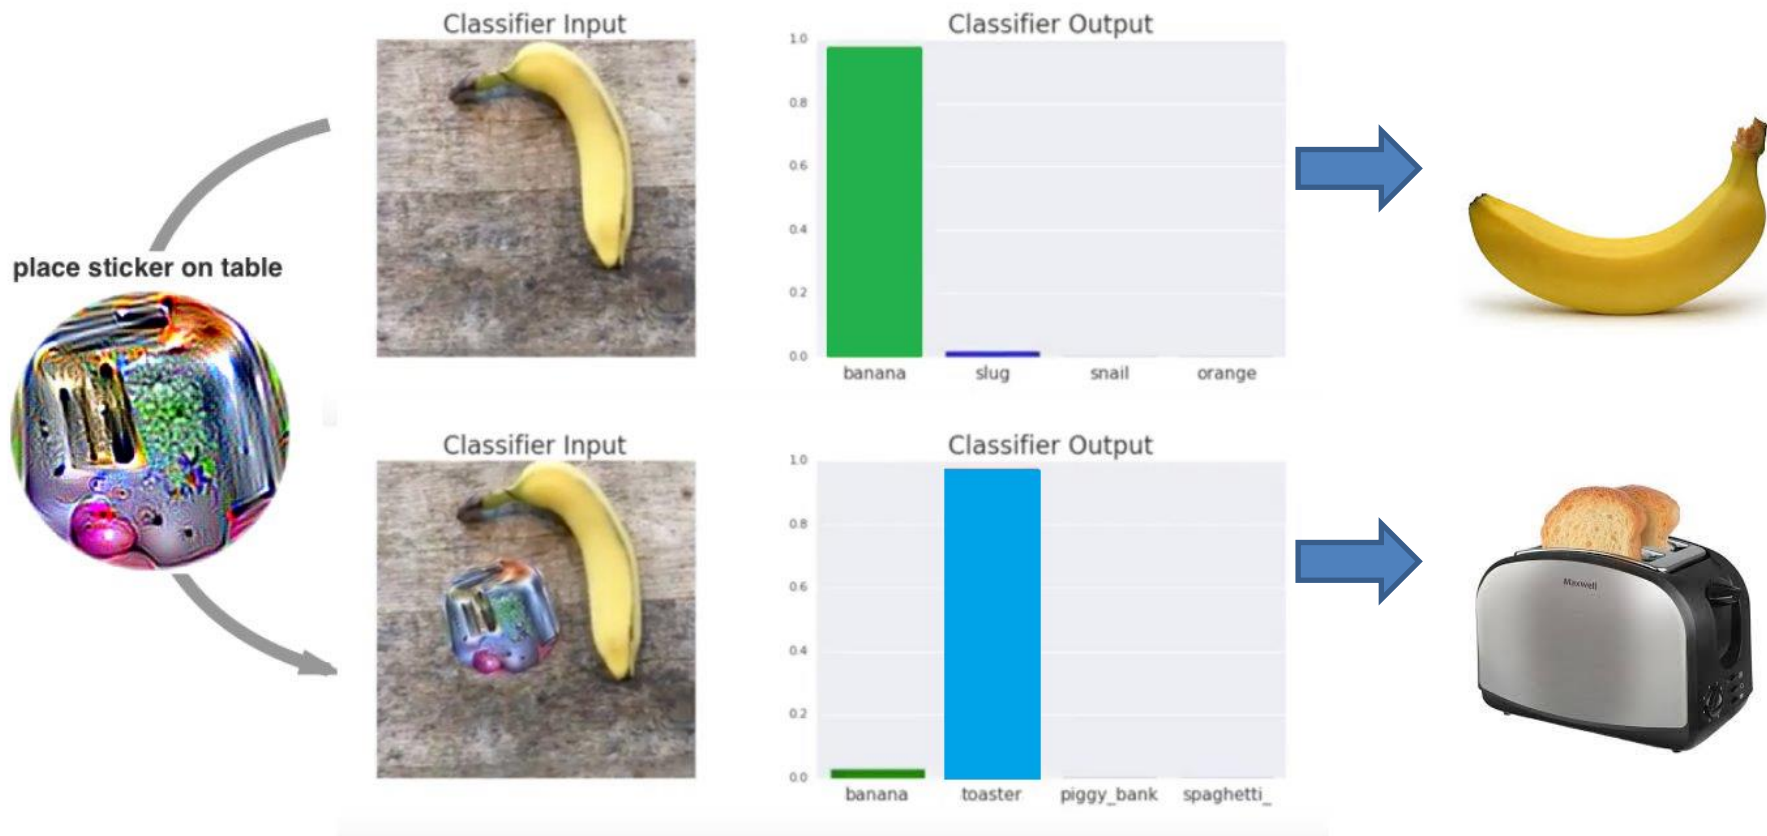 Classifier Input
Classifier Output
1.0
0.8
0.6
0.4
0.2
0.0
banana slug snail orange
place sticker on table
Classifier Input
Classifier Output
1.0
0.8
0.6
0.4
0.2
0.0
banana toaster piggy_bank spaghetti_
Maxwell